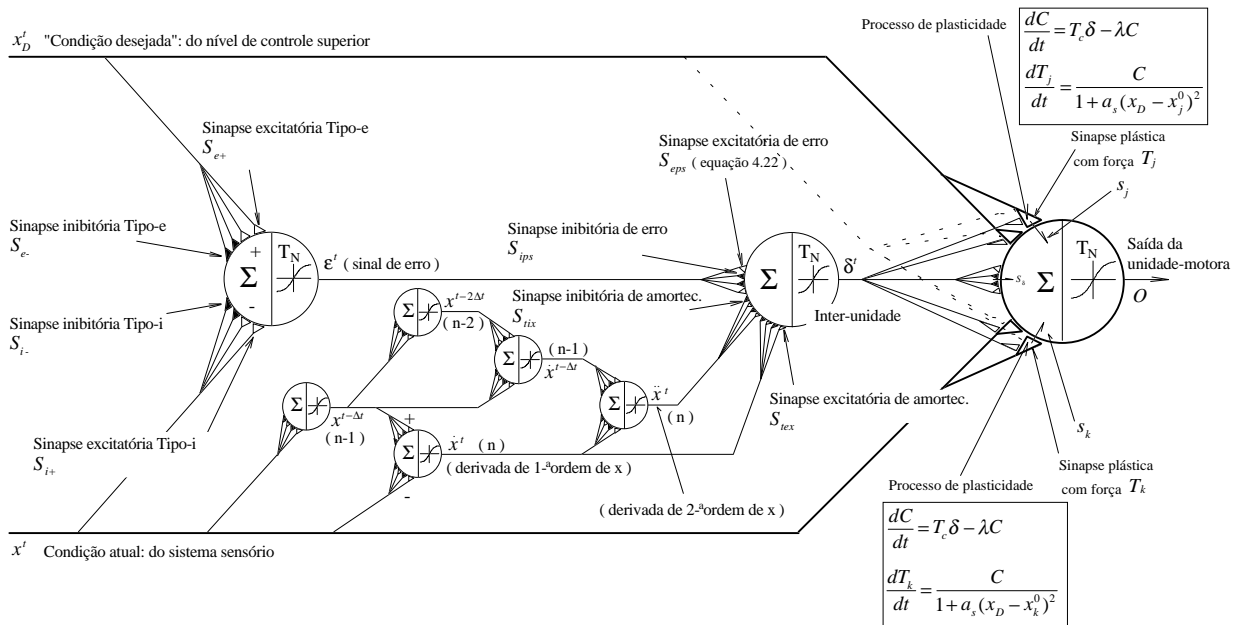 x_D^t "Condição desejada": do nível de controle superior
Processo de plasticidade
dC/dt = T_c δ − λC
dT_j/dt = C / (1 + a_s (x_D − x_j^0)^2)
Sinapse excitatória Tipo-e
S_e+
Sinapse excitatória de erro
S_eps ( equação 4.22 )
Sinapse plástica
com força T_j
s_j
Sinapse inibitória Tipo-e
S_e-
+
Σ
-
T_N
ε^t ( sinal de erro)
Sinapse inibitória de erro
S_ips
Σ
T_N
δ^t
Inter-unidade
s_δ
Σ
T_N
Saída da
unidade-motora
O
Sinapse inibitória Tipo-i
S_i-
Σ
x^t−2Δt
(n-2)
Sinapse inibitória de amortec.
S_tix
Σ
(n-1)
ẋ^t−Δt
Σ
ẍ^t
(n)
Sinapse excitatória de amortec.
S_tex
Σ
x^t−Δt
(n-1)
+
Σ
-
ẋ^t (n)
(derivada de 1-ªordem de x)
Sinapse excitatória Tipo-i
S_i+
(derivada de 2-ªordem de x)
s_k
Sinapse plástica
com força T_k
Processo de plasticidade
dC/dt = T_c δ − λC
dT_k/dt = C / (1 + a_s (x_D − x_k^0)^2)
x^t Condição atual: do sistema sensório